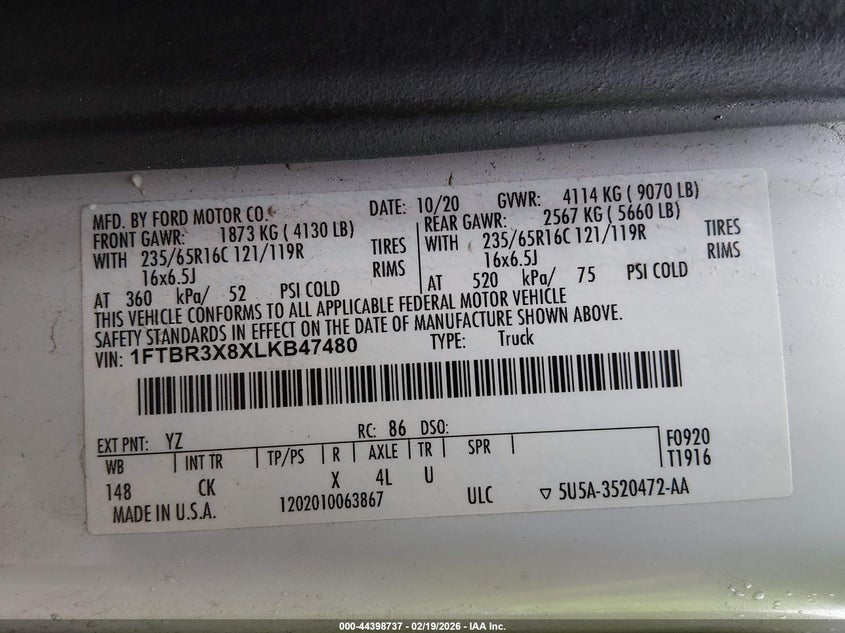 MFD. BY FORD MOTOR CO. DATE: 10/20 GVWR: 4114 KG ( 9070 LB)
FRONT GAWR: 1873 KG ( 4130 LB) REAR GAWR: 2567 KG ( 5660 LB)
WITH 235/65R16C 121/119R TIRES WITH 235/65R16C 121/119R TIRES
16x6.5J RIMS 16x6.5J RIMS
AT 360 kPa/ 52 PSI COLD AT 520 kPa/ 75 PSI COLD
THIS VEHICLE CONFORMS TO ALL APPLICABLE FEDERAL MOTOR VEHICLE
SAFETY STANDARDS IN EFFECT ON THE DATE OF MANUFACTURE SHOWN ABOVE.
VIN: 1FTBR3X8XLKB47480 TYPE: Truck
EXT PNT: YZ RC: 86 DSO: F0920
WB INT TR TP/PS R AXLE TR SPR T1916
148 CK X 4L U
MADE IN U.S.A. 1202010063867 ULC ▽ 5U5A-3520472-AA
000-44398737 - 02/19/2026 - IAA Inc.